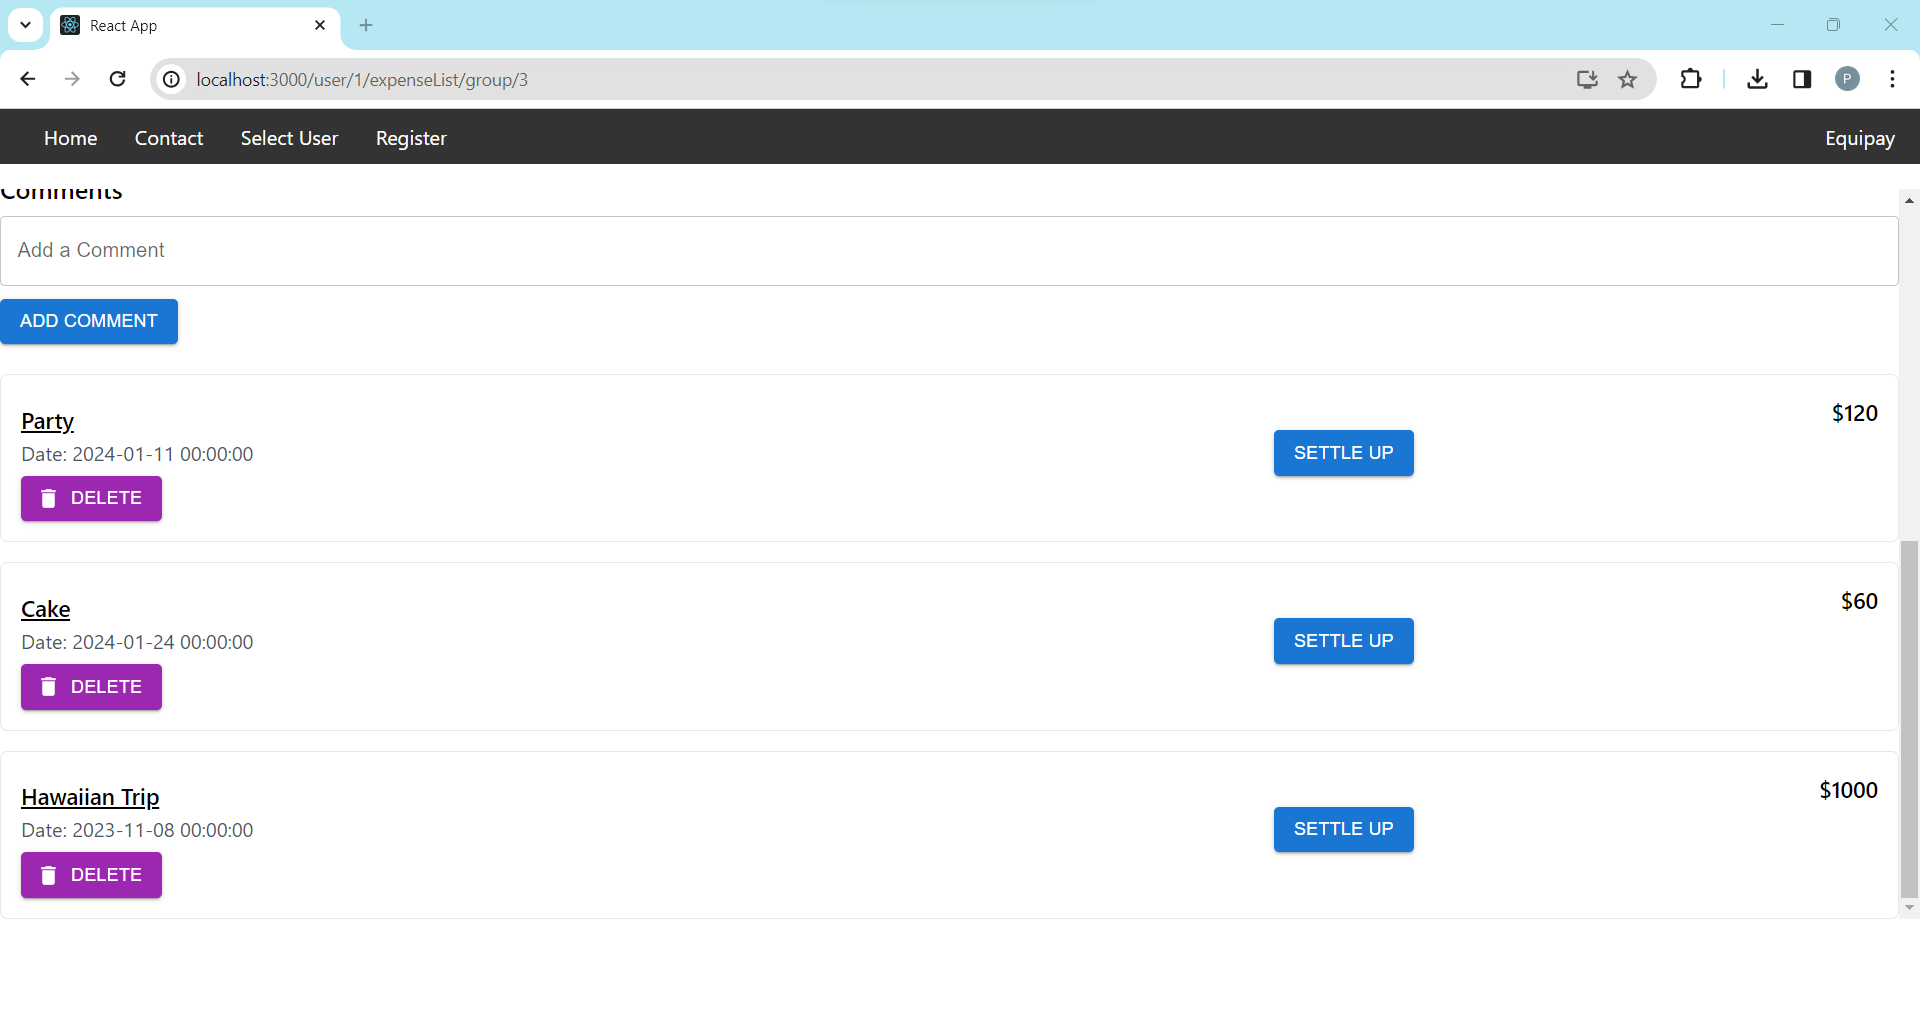 React App
localhost:3000/user/1/expenseList/group/3
P
Home Contact Select User Register Equipay
Comments
Add a Comment
ADD COMMENT
Party
$120
Date: 2024-01-11 00:00:00
SETTLE UP
DELETE
Cake
$60
Date: 2024-01-24 00:00:00
SETTLE UP
DELETE
Hawaiian Trip
$1000
Date: 2023-11-08 00:00:00
SETTLE UP
DELETE